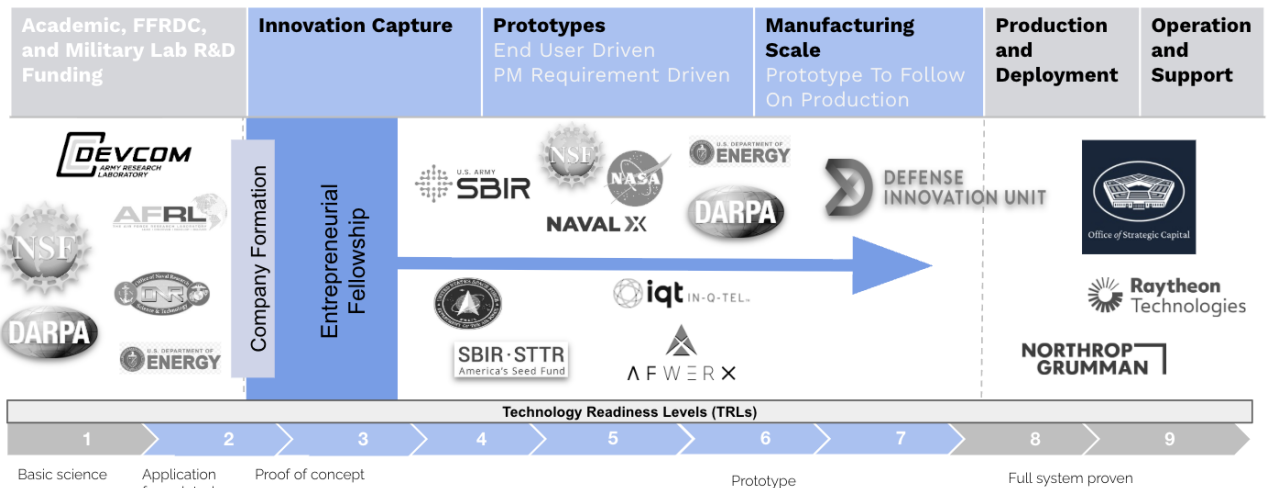 Academic, FFRDC,
and Military Lab R&D
Funding
Innovation Capture
Prototypes
End User Driven
PM Requirement Driven
Manufacturing
Scale
Prototype To Follow
On Production
Production
and
Deployment
Operation
and
Support
DEVCOM
ARMY RESEARCH
LABORATORY
AFRL
NSF
ONR
DARPA
U.S. DEPARTMENT OF
ENERGY
Company Formation
Entrepreneurial
Fellowship
U.S. ARMY
SBIR
NSF
NASA
NAVAL X
U.S. DEPARTMENT OF
ENERGY
DARPA
DEFENSE
INNOVATION UNIT
SBIR·STTR
America's Seed Fund
iqt IN-Q-TEL
AFWERX
Office of Strategic Capital
Raytheon
Technologies
NORTHROP
GRUMMAN
Technology Readiness Levels (TRLs)
1 2 3 4 5 6 7 8 9
Basic science
Application
Proof of concept
Prototype
Full system proven